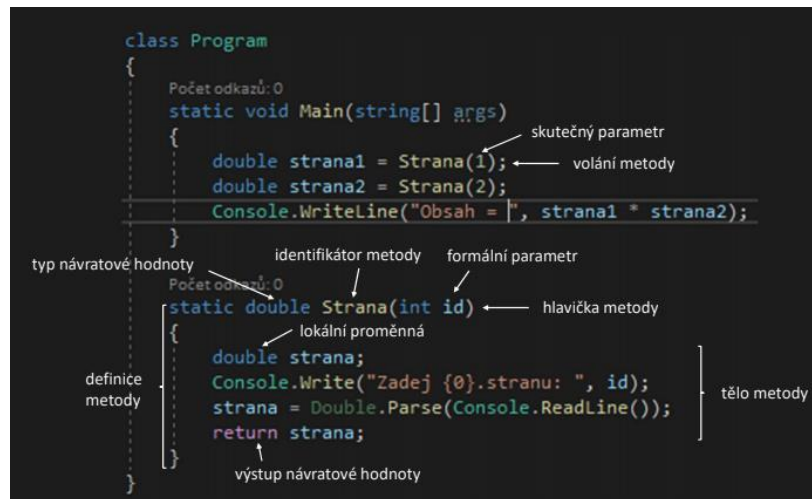 class Program
{
Počet odkazů: 0
static void Main(string[] args)
{
skutečný parametr
double strana1 = Strana(1);
volání metody
double strana2 = Strana(2);
Console.WriteLine("Obsah = ", strana1 * strana2);
}
typ návratové hodnoty
identifikátor metody
formální parametr
Počet odkazů: 0
static double Strana(int id)
hlavička metody
{
lokální proměnná
double strana;
definice
metody
Console.Write("Zadej {0}.stranu: ", id);
tělo metody
strana = Double.Parse(Console.ReadLine());
return strana;
}
výstup návratové hodnoty
}